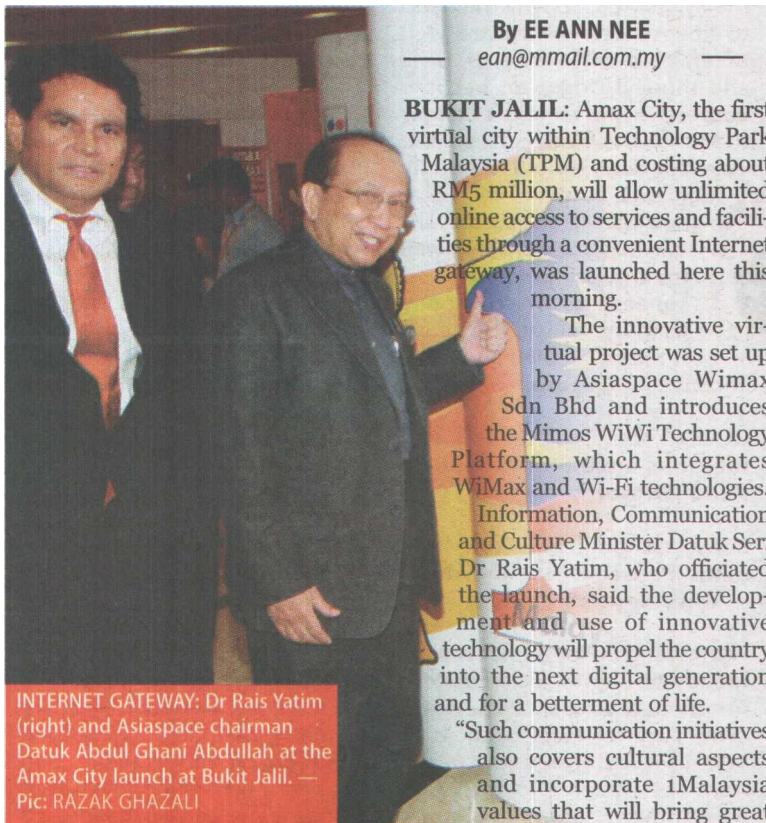 By EE ANN NEE
ean@mmail.com.my
BUKIT JALIL: Amax City, the first
virtual city within Technology Park
Malaysia (TPM) and costing about
RM5 million, will allow unlimited
online access to services and facili-
ties through a convenient Internet
gateway, was launched here this
morning.
The innovative vir-
tual project was set up
by Asiaspace Wimax
Sdn Bhd and introduces
the Mimos WiWi Technology
Platform, which integrates
WiMax and Wi-Fi technologies.
Information, Communication
and Culture Minister Datuk Seri
Dr Rais Yatim, who officiated
the launch, said the develop-
ment and use of innovative
technology will propel the country
into the next digital generation
and for a betterment of life.
"Such communication initiatives
also covers cultural aspects
and incorporate 1Malaysia
values that will bring great
INTERNET GATEWAY: Dr Rais Yatim
(right) and Asiaspace chairman
Datuk Abdul Ghani Abdullah at the
Amax City launch at Bukit Jalil. —
Pic: RAZAK GHAZALI